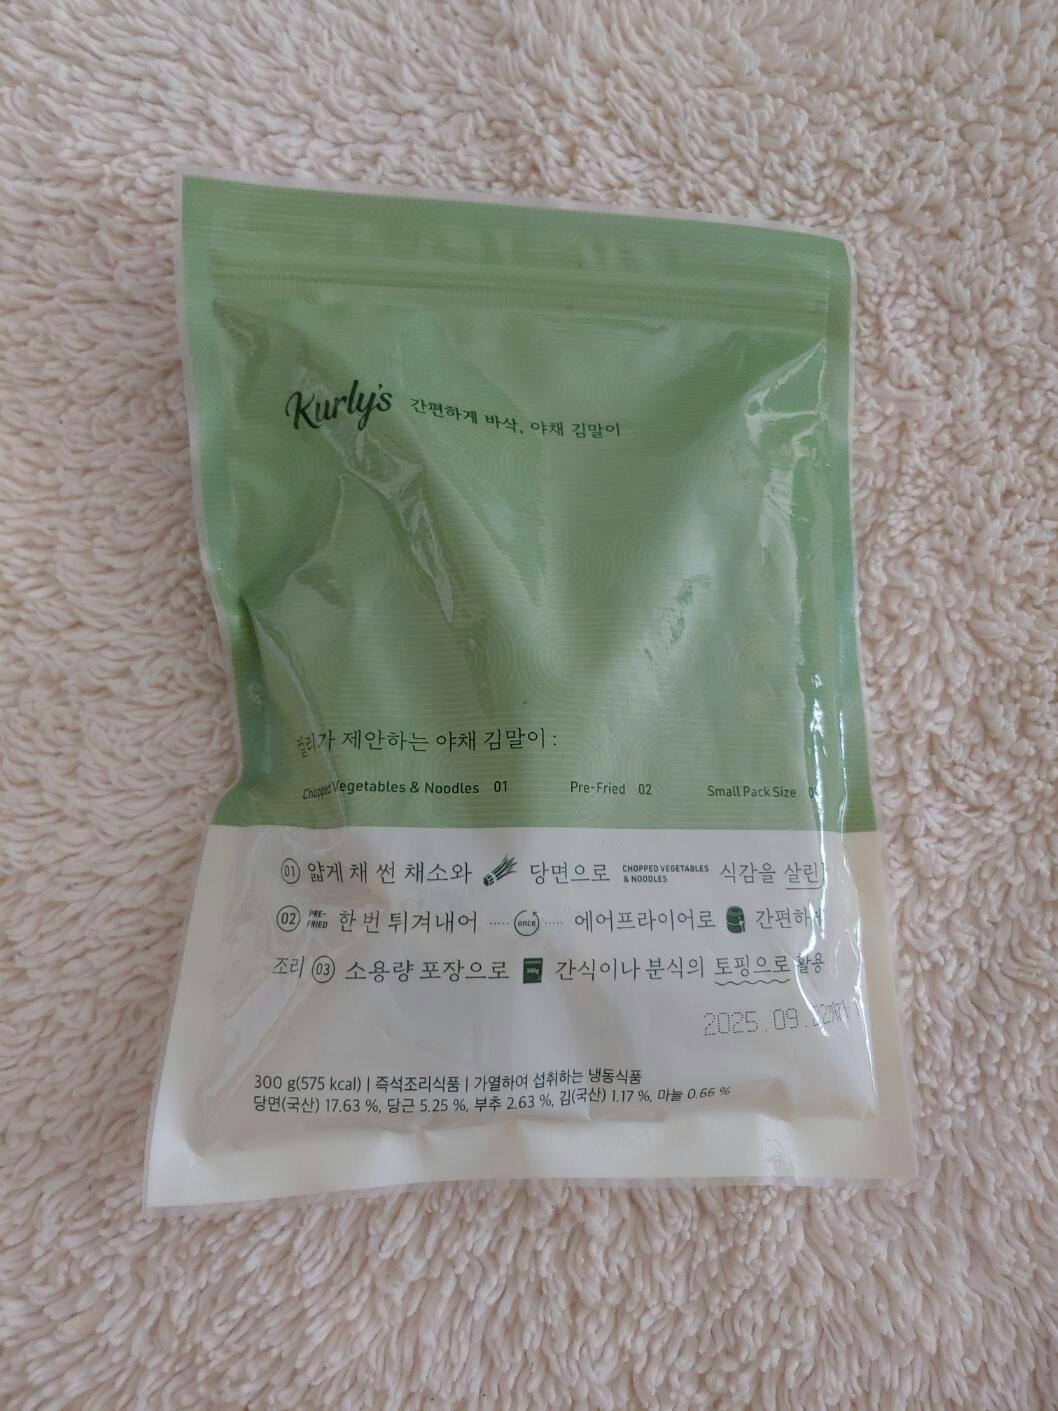 Kurly's 간편하게 바삭, 야채 김말이
컬리가 제안하는 야채 김말이 :
Chopped Vegetables & Noodles 01 Pre-Fried 02 Small Pack Size
01 얇게 채 썬 채소와 당면으로 CHOPPED VEGETABLES & NOODLES 식감을 살린
02 PRE-FRIED 한 번 튀겨내어 once 에어프라이어로 간편하게
조리 03 소용량 포장으로 300g 간식이나 분식의 토핑으로 활용
2025.09.
300 g(575 kcal) | 즉석조리식품 | 가열하여 섭취하는 냉동식품
당면(국산) 17.63 %, 당근 5.25 %, 부추 2.63 %, 김(국산) 1.17 %, 마늘 0.66 %